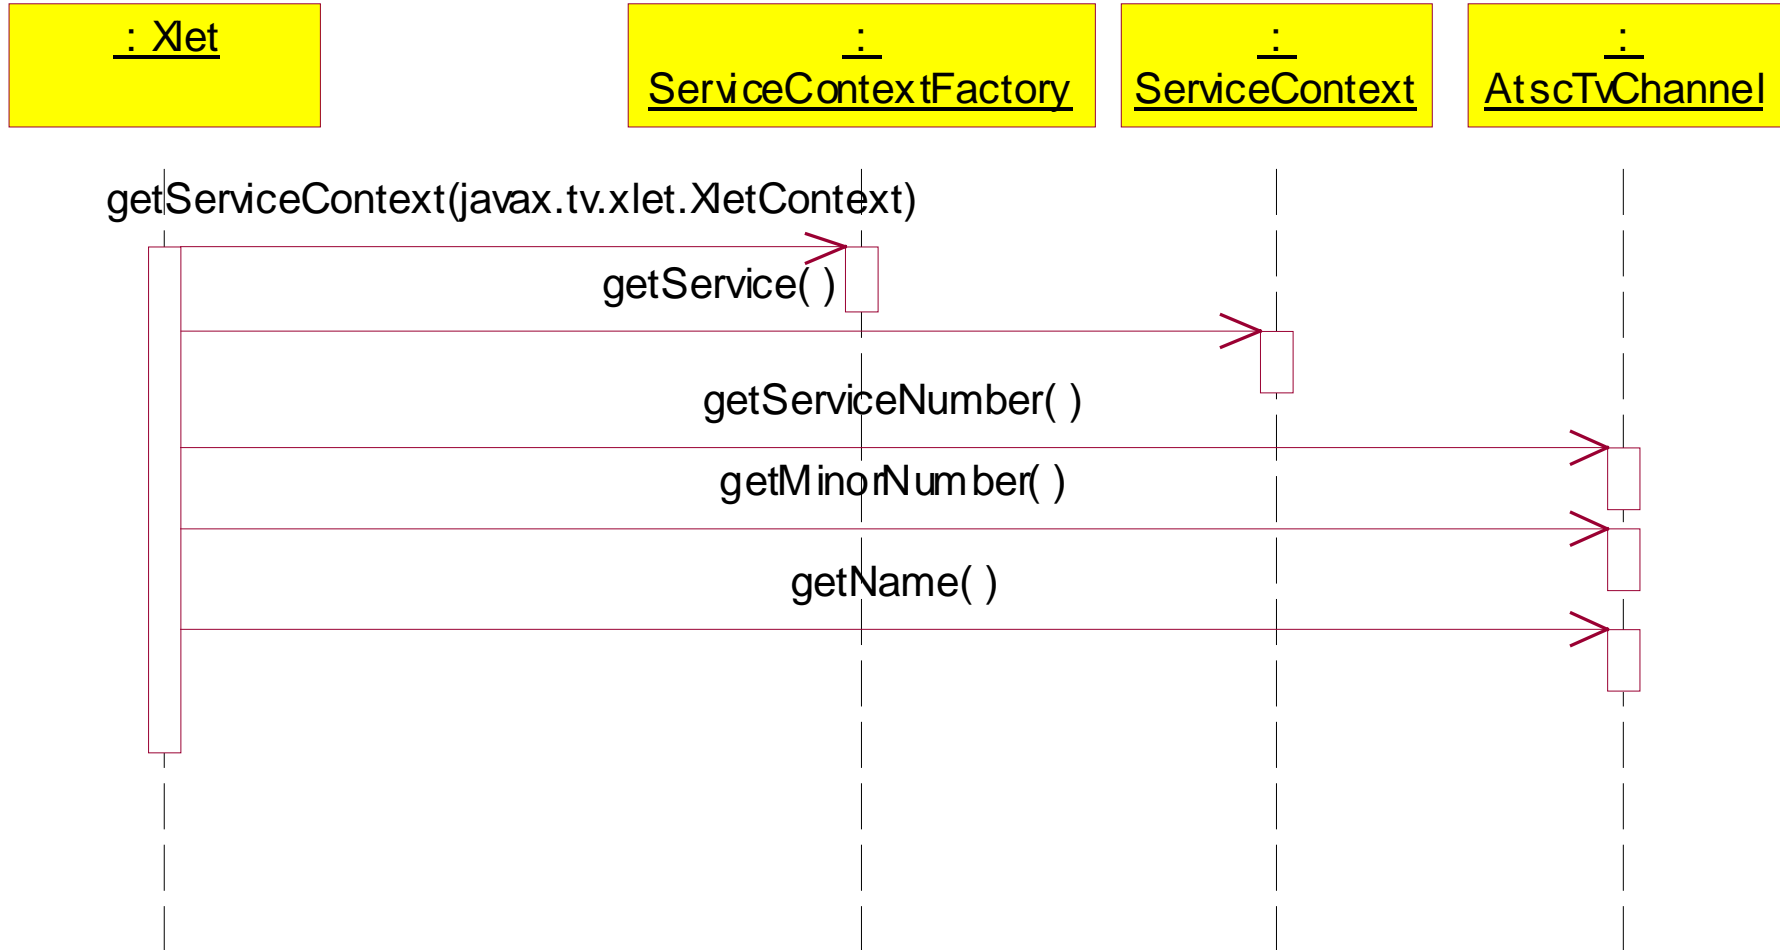 : Xlet
:
ServiceContextFactory
:
ServiceContext
:
AtscTvChannel
getServiceContext(javax.tv.xlet.XletContext)
getService( )
getServiceNumber( )
getMinorNumber( )
getName( )